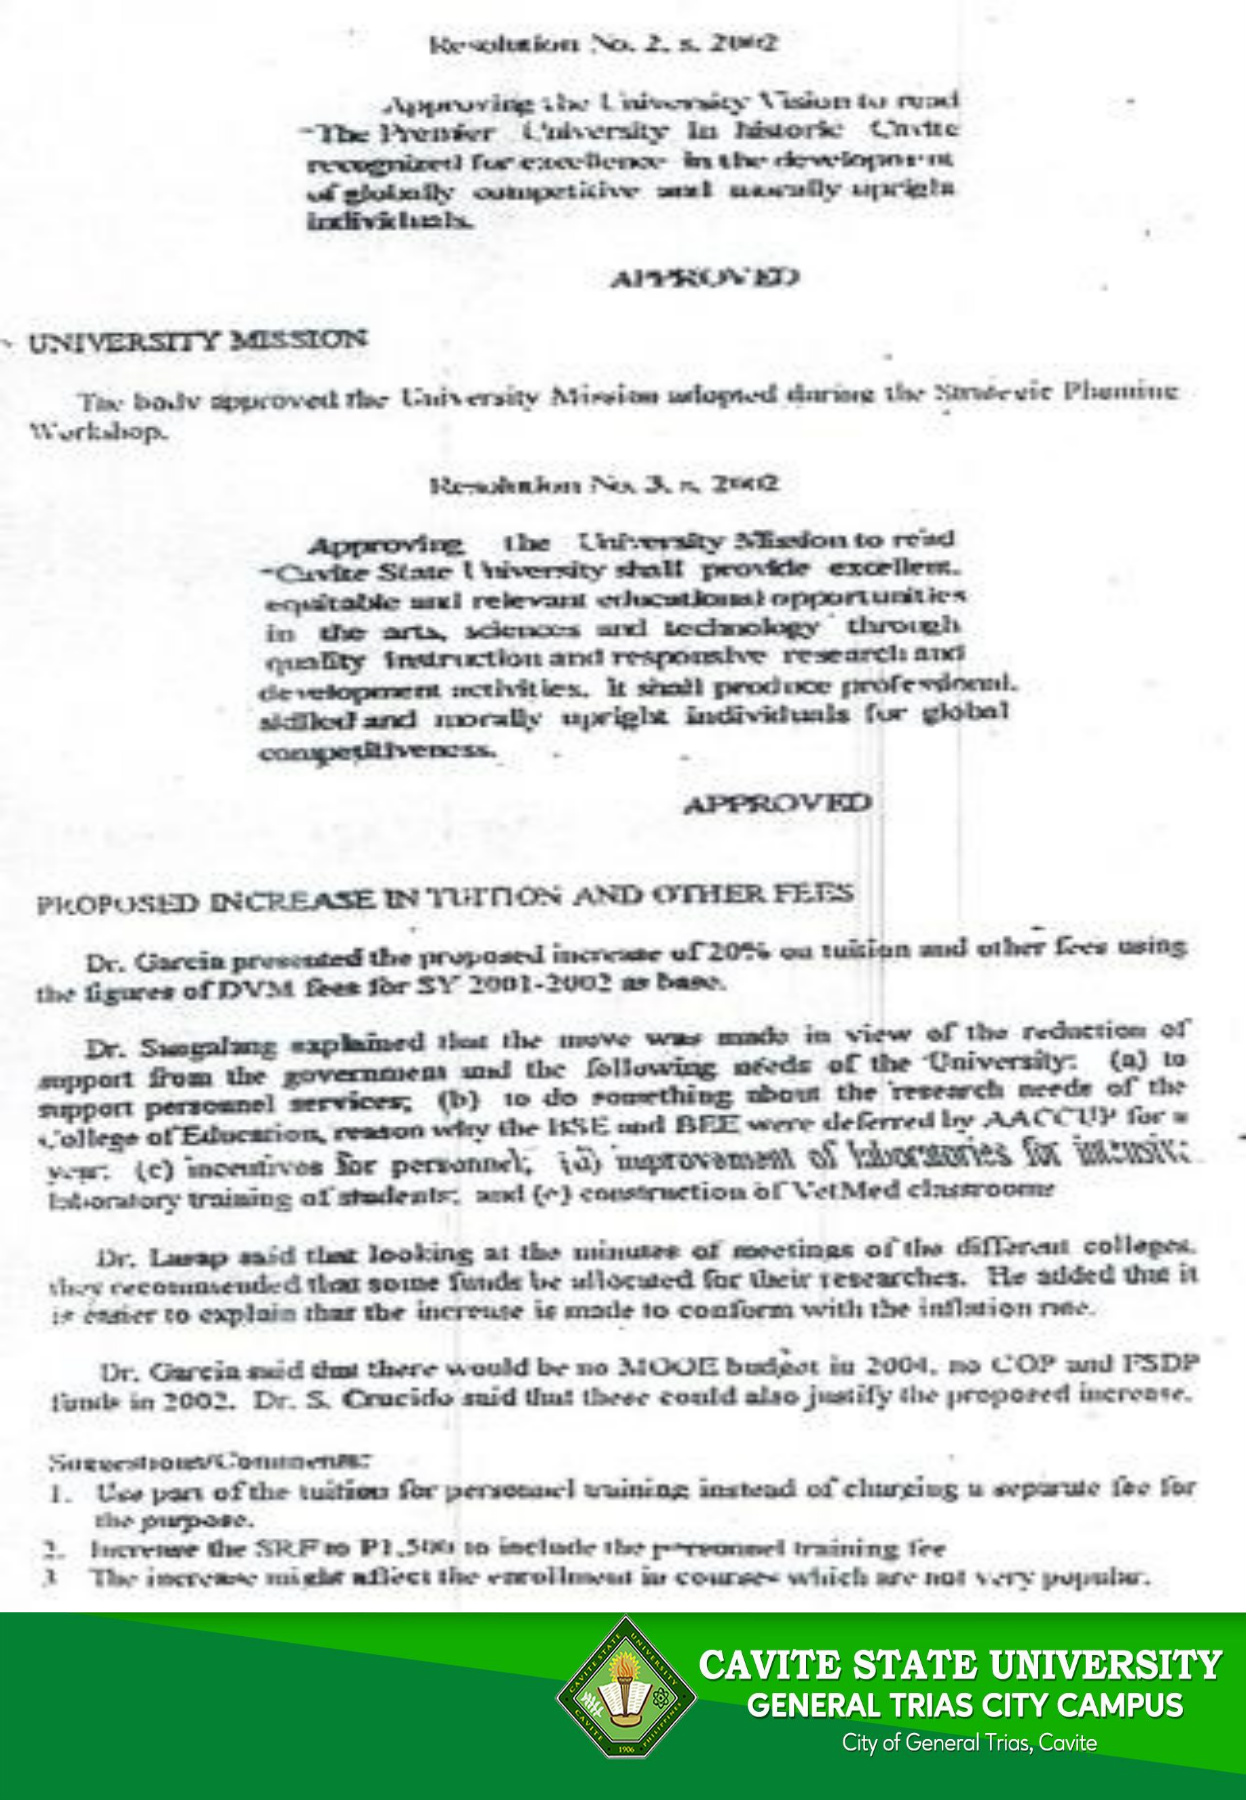 Resolution No. 2, s. 2002
Approving the University Vision to read
"The Premier University in historic Cavite
recognized for excellence in the development
of globally competitive and morally upright
individuals.
APPROVED
UNIVERSITY MISSION
The body approved the University Mission adopted during the Strategic Planning
Workshop.
Resolution No. 3, s. 2002
Approving the University Mission to read
"Cavite State University shall provide excellent,
equitable and relevant educational opportunities
in the arts, sciences and technology through
quality instruction and responsive research and
development activities. It shall produce professional,
skilled and morally upright individuals for global
competitiveness.
APPROVED
PROPOSED INCREASE IN TUITION AND OTHER FEES
Dr. Garcia presented the proposed increase of 20% on tuition and other fees using
the figures of DVM fees for SY 2001-2002 as base.
Dr. Sangalang explained that the move was made in view of the reduction of
support from the government and the following needs of the University: (a) to
support personnel services; (b) to do something about the research needs of the
College of Education, reason why the BSE and BEE were deferred by AACCUP for a
year; (c) incentives for personnel; (d) improvement of laboratories for intensive
laboratory training of students; and (e) construction of VetMed classrooms
Dr. said that looking at the minutes of meetings of the different colleges,
they recommended that some funds be allocated for their researches. He added that it
is easier to explain that the increase is made to conform with the inflation rate.
Dr. Garcia said that there would be no MOOE budget in 2004, no COP and FSDP
funds in 2002. Dr. S. Crucido said that these could also justify the proposed increase.
Suggestions/Comments:
1. Use part of the tuition for personnel training instead of charging a separate fee for
the purpose.
2. Increase the SRF to P1,500 to include the personnel training fee
3 The increase might affect the enrollment in courses which are not very popular.
CAVITE STATE UNIVERSITY
CAVITE PHILIPPINES
1906
CAVITE STATE UNIVERSITY
GENERAL TRIAS CITY CAMPUS
City of General Trias, Cavite